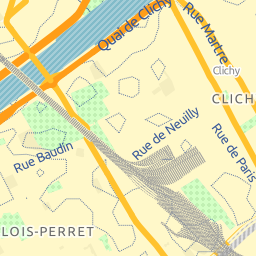 Quai de Clichy
Rue Martre
Clichy
CLICH
Rue de Neuilly
Rue de Paris
Rue Baudin
LOIS-PERRET